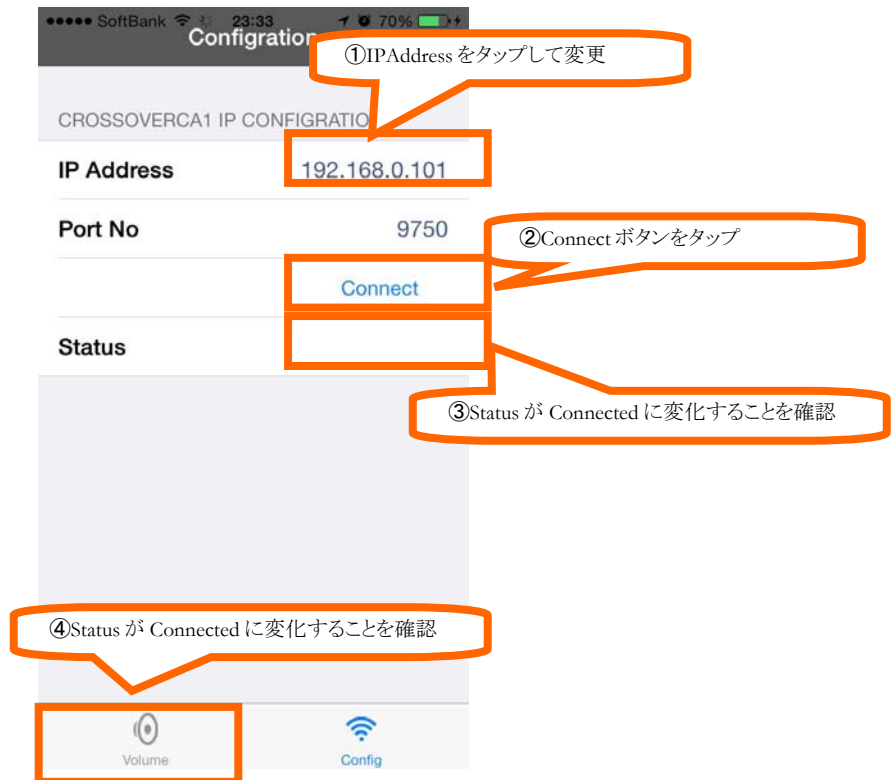 ●●●●● SoftBank 23:33 70%
Configration
①IPAddress をタップして変更
CROSSOVERCA1 IP CONFIGRATIO
IP Address 192.168.0.101
Port No 9750
②Connect ボタンをタップ
Connect
Status
③Status が Connected に変化することを確認
④Status が Connected に変化することを確認
Volume Config